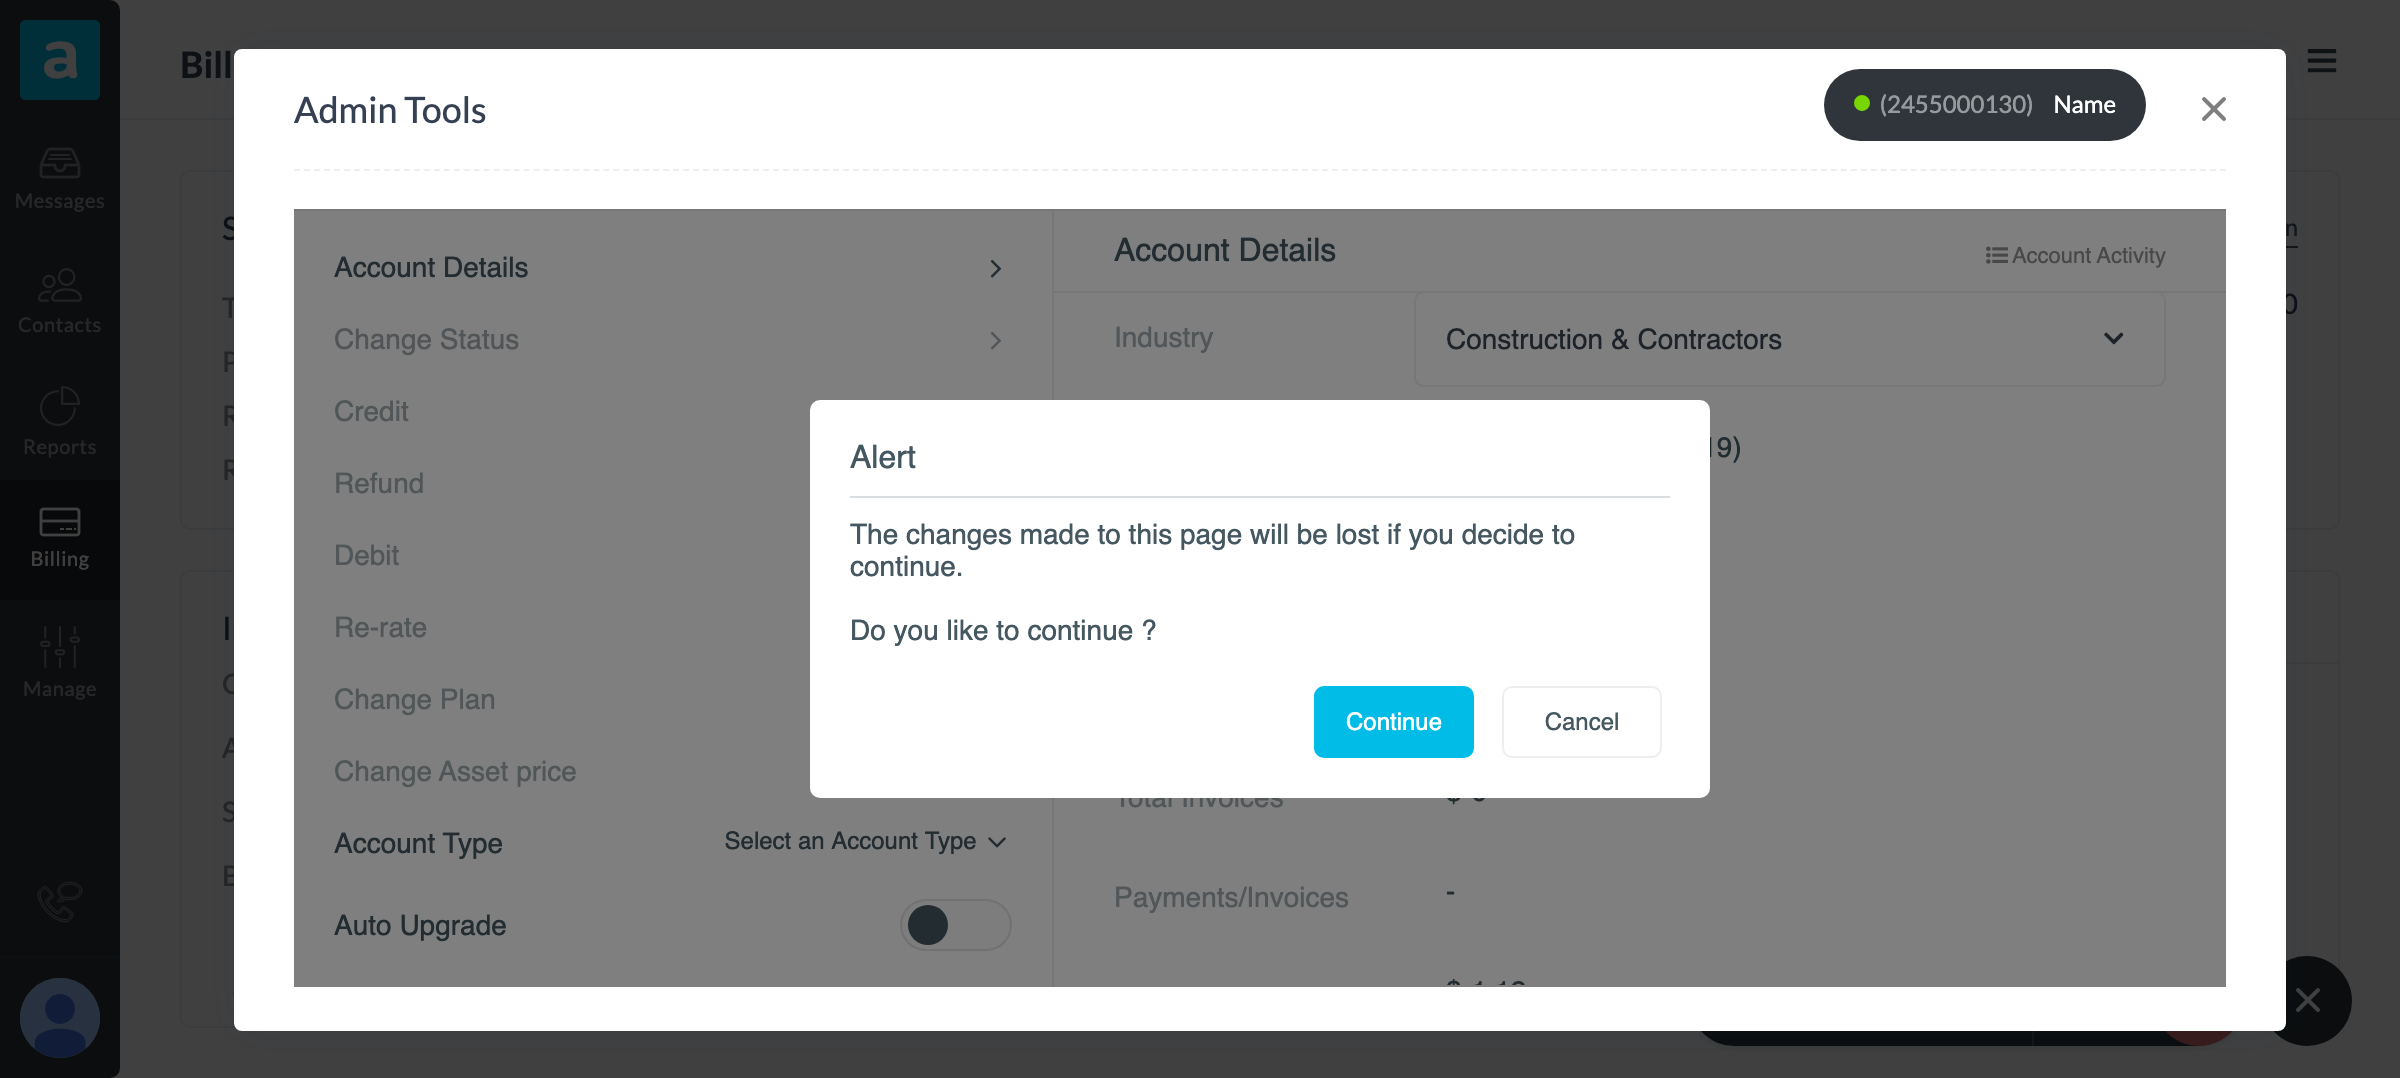 a
Messages
Contacts
Reports
Billing
Manage
Bill
Admin Tools
(2455000130) Name
Account Details
Change Status
Credit
Refund
Debit
Re-rate
Change Plan
Change Asset price
Account Type
Select an Account Type
Auto Upgrade
Account Details
Account Activity
Industry
Construction & Contractors
19)
Alert
The changes made to this page will be lost if you decide to
continue.
Do you like to continue ?
Continue
Cancel
Total Invoices
Payments/Invoices
-